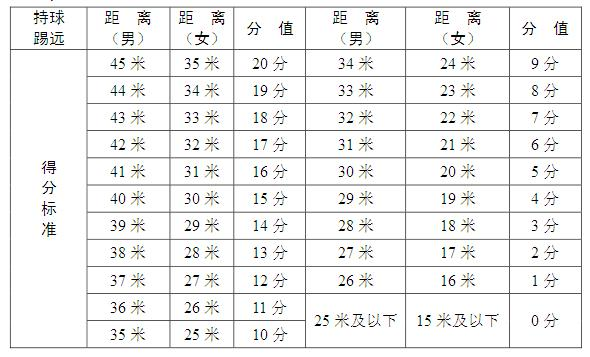 持球 距 离 距 离 分 值 距 离 距 离 分 值
踢远 （男） （女） （男） （女）
45 米 35 米 20 分 34 米 24 米 9 分
44 米 34 米 19 分 33 米 23 米 8 分
43 米 33 米 18 分 32 米 22 米 7 分
42 米 32 米 17 分 31 米 21 米 6 分
得 41 米 31 米 16 分 30 米 20 米 5 分
分 40 米 30 米 15 分 29 米 19 米 4 分
标 39 米 29 米 14 分 28 米 18 米 3 分
准 38 米 28 米 13 分 27 米 17 米 2 分
37 米 27 米 12 分 26 米 16 米 1 分
36 米 26 米 11 分 25 米及以下 15 米及以下 0 分
35 米 25 米 10 分